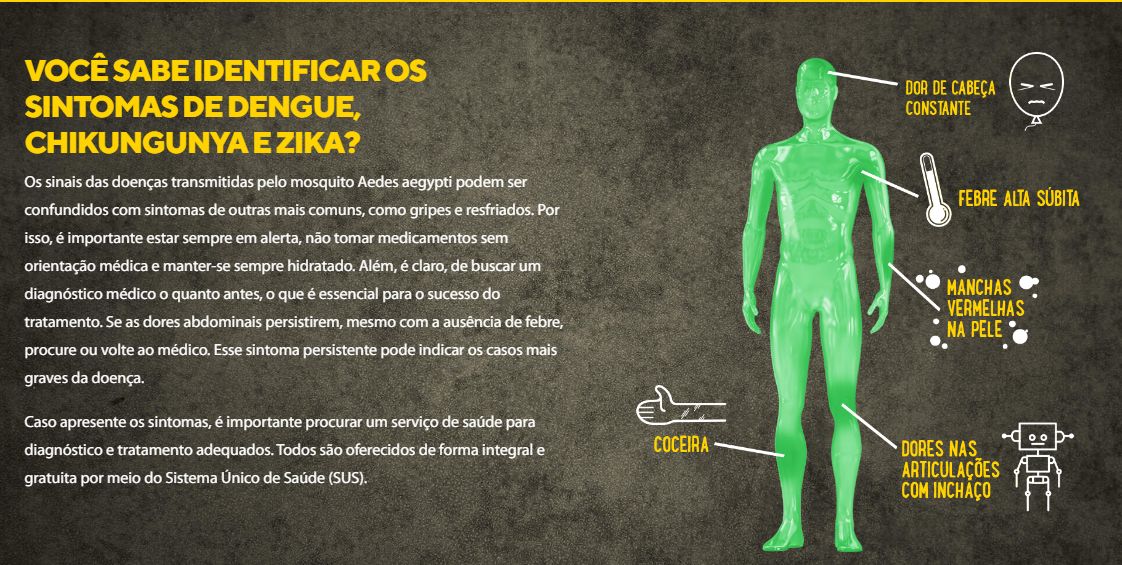 VOCÊ SABE IDENTIFICAR OS
SINTOMAS DE DENGUE,
CHIKUNGUNYA E ZIKA?
Os sinais das doenças transmitidas pelo mosquito Aedes aegypti podem ser
confundidos com sintomas de outras mais comuns, como gripes e resfriados. Por
isso, é importante estar sempre em alerta, não tomar medicamentos sem
orientação médica e manter-se sempre hidratado. Além, é claro, de buscar um
diagnóstico médico o quanto antes, o que é essencial para o sucesso do
tratamento. Se as dores abdominais persistirem, mesmo com a ausência de febre,
procure ou volte ao médico. Esse sintoma persistente pode indicar os casos mais
graves da doença.
Caso apresente os sintomas, é importante procurar um serviço de saúde para
diagnóstico e tratamento adequados. Todos são oferecidos de forma integral e
gratuita por meio do Sistema Único de Saúde (SUS).
DOR DE CABEÇA
CONSTANTE
FEBRE ALTA SÚBITA
MANCHAS
VERMELHAS
NA PELE
COCEIRA
DORES NAS
ARTICULAÇÕES
COM INCHAÇO